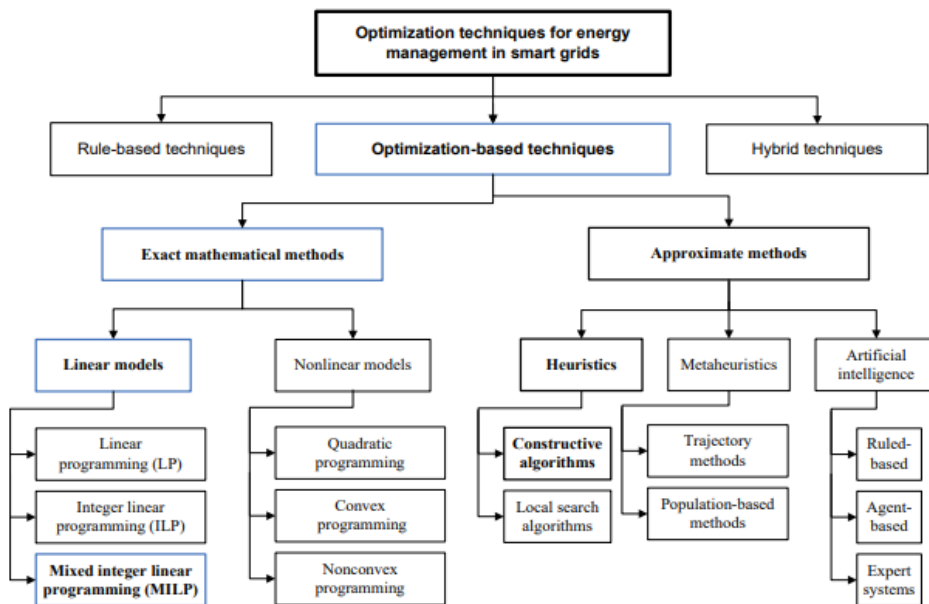 Optimization techniques for energy
management in smart grids
Rule-based techniques
Optimization-based techniques
Hybrid techniques
Exact mathematical methods
Approximate methods
Linear models
Nonlinear models
Heuristics
Metaheuristics
Artificial
intelligence
Linear
programming (LP)
Integer linear
programming (ILP)
Mixed integer linear
programming (MILP)
Quadratic
programming
Convex
programming
Nonconvex
programming
Constructive
algorithms
Local search
algorithms
Trajectory
methods
Population-based
methods
Ruled-
based
Agent-
based
Expert
systems